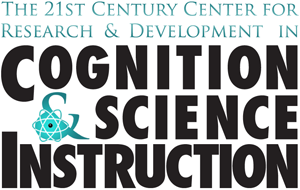 THE 21ST CENTURY CENTER FOR
RESEARCH & DEVELOPMENT IN
COGNITION
& SCIENCE
INSTRUCTION